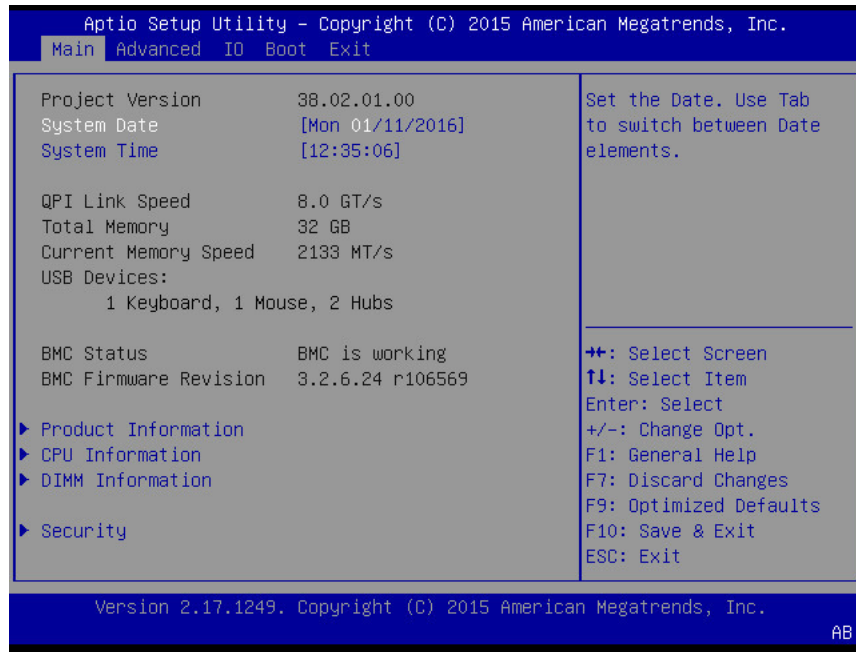 Aptio Setup Utility – Copyright (C) 2015 American Megatrends, Inc.
Main Advanced IO Boot Exit
Project Version 38.02.01.00
System Date [Mon 01/11/2016]
System Time [12:35:06]
QPI Link Speed 8.0 GT/s
Total Memory 32 GB
Current Memory Speed 2133 MT/s
USB Devices:
1 Keyboard, 1 Mouse, 2 Hubs
BMC Status BMC is working
BMC Firmware Revision 3.2.6.24 r106569
▶ Product Information
▶ CPU Information
▶ DIMM Information
▶ Security
Set the Date. Use Tab
to switch between Date
elements.
→←: Select Screen
↑↓: Select Item
Enter: Select
+/-: Change Opt.
F1: General Help
F7: Discard Changes
F9: Optimized Defaults
F10: Save & Exit
ESC: Exit
Version 2.17.1249. Copyright (C) 2015 American Megatrends, Inc.
AB